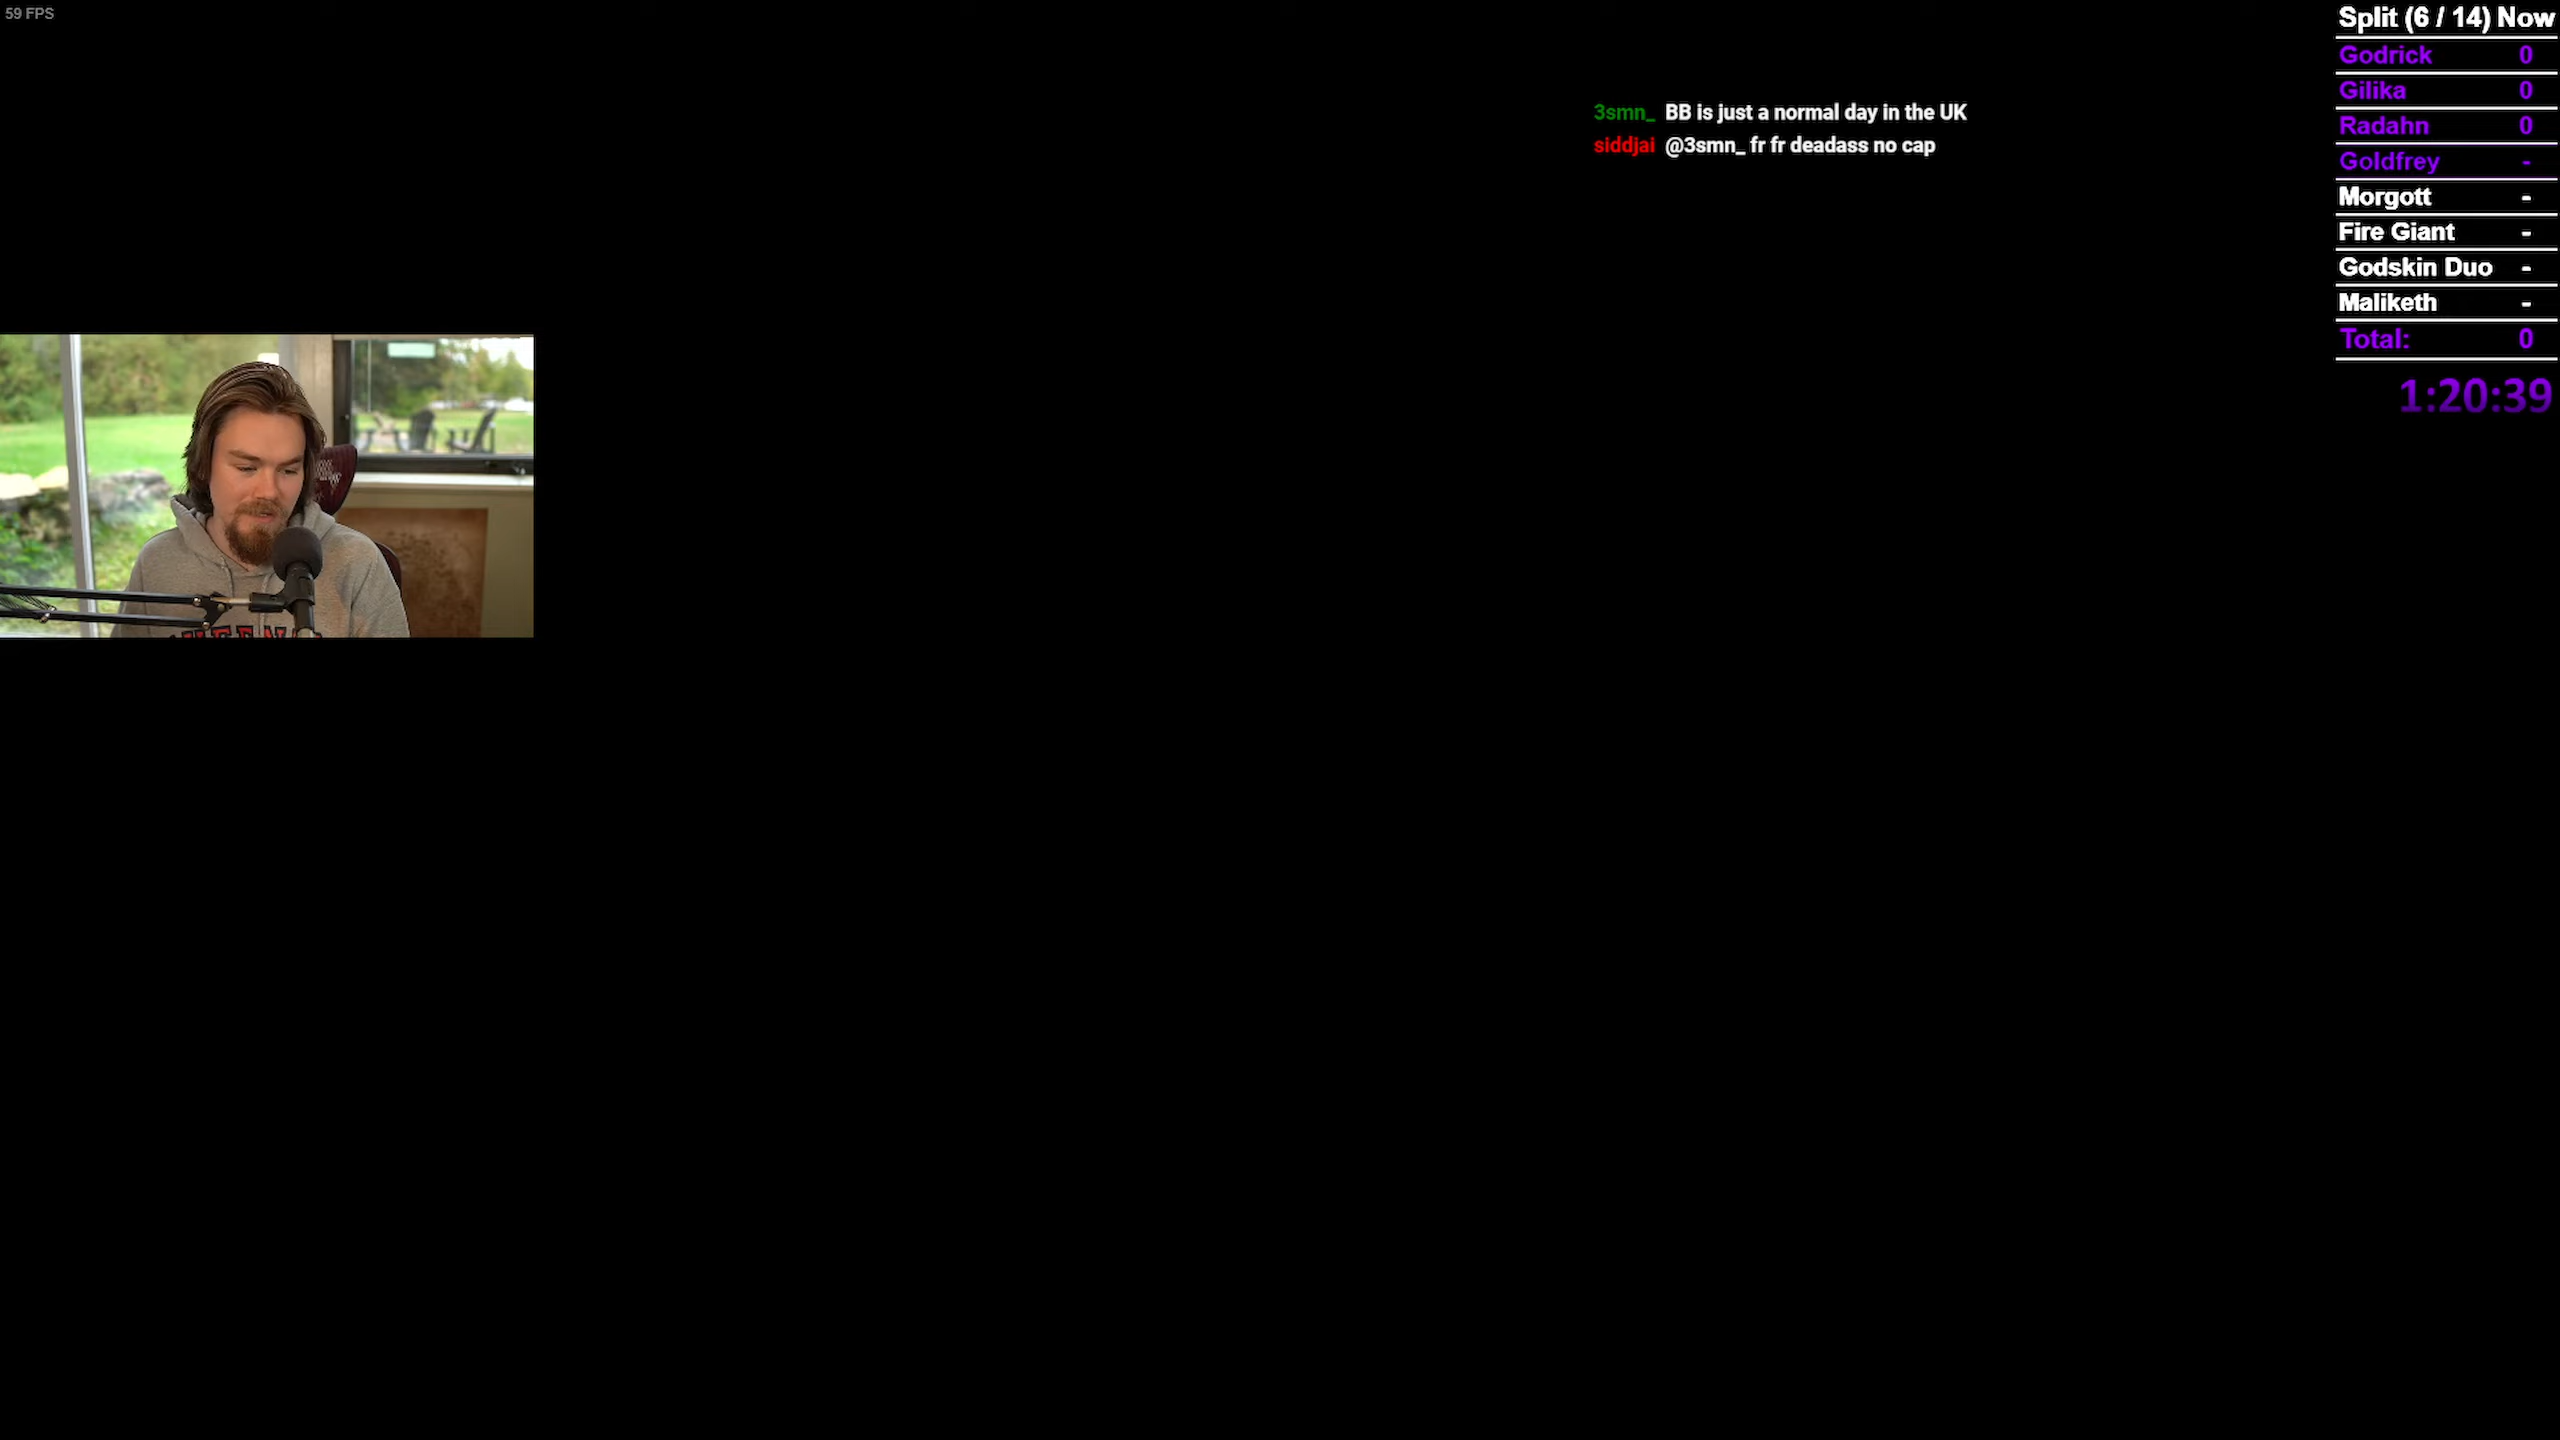 59 FPS
Split (6 / 14) Now
Godrick 0
Gilika 0
Radahn 0
Goldfrey -
Morgott -
Fire Giant -
Godskin Duo -
Maliketh -
Total: 0
1:20:39
3smn_ BB is just a normal day in the UK
siddjai @3smn_ fr fr deadass no cap